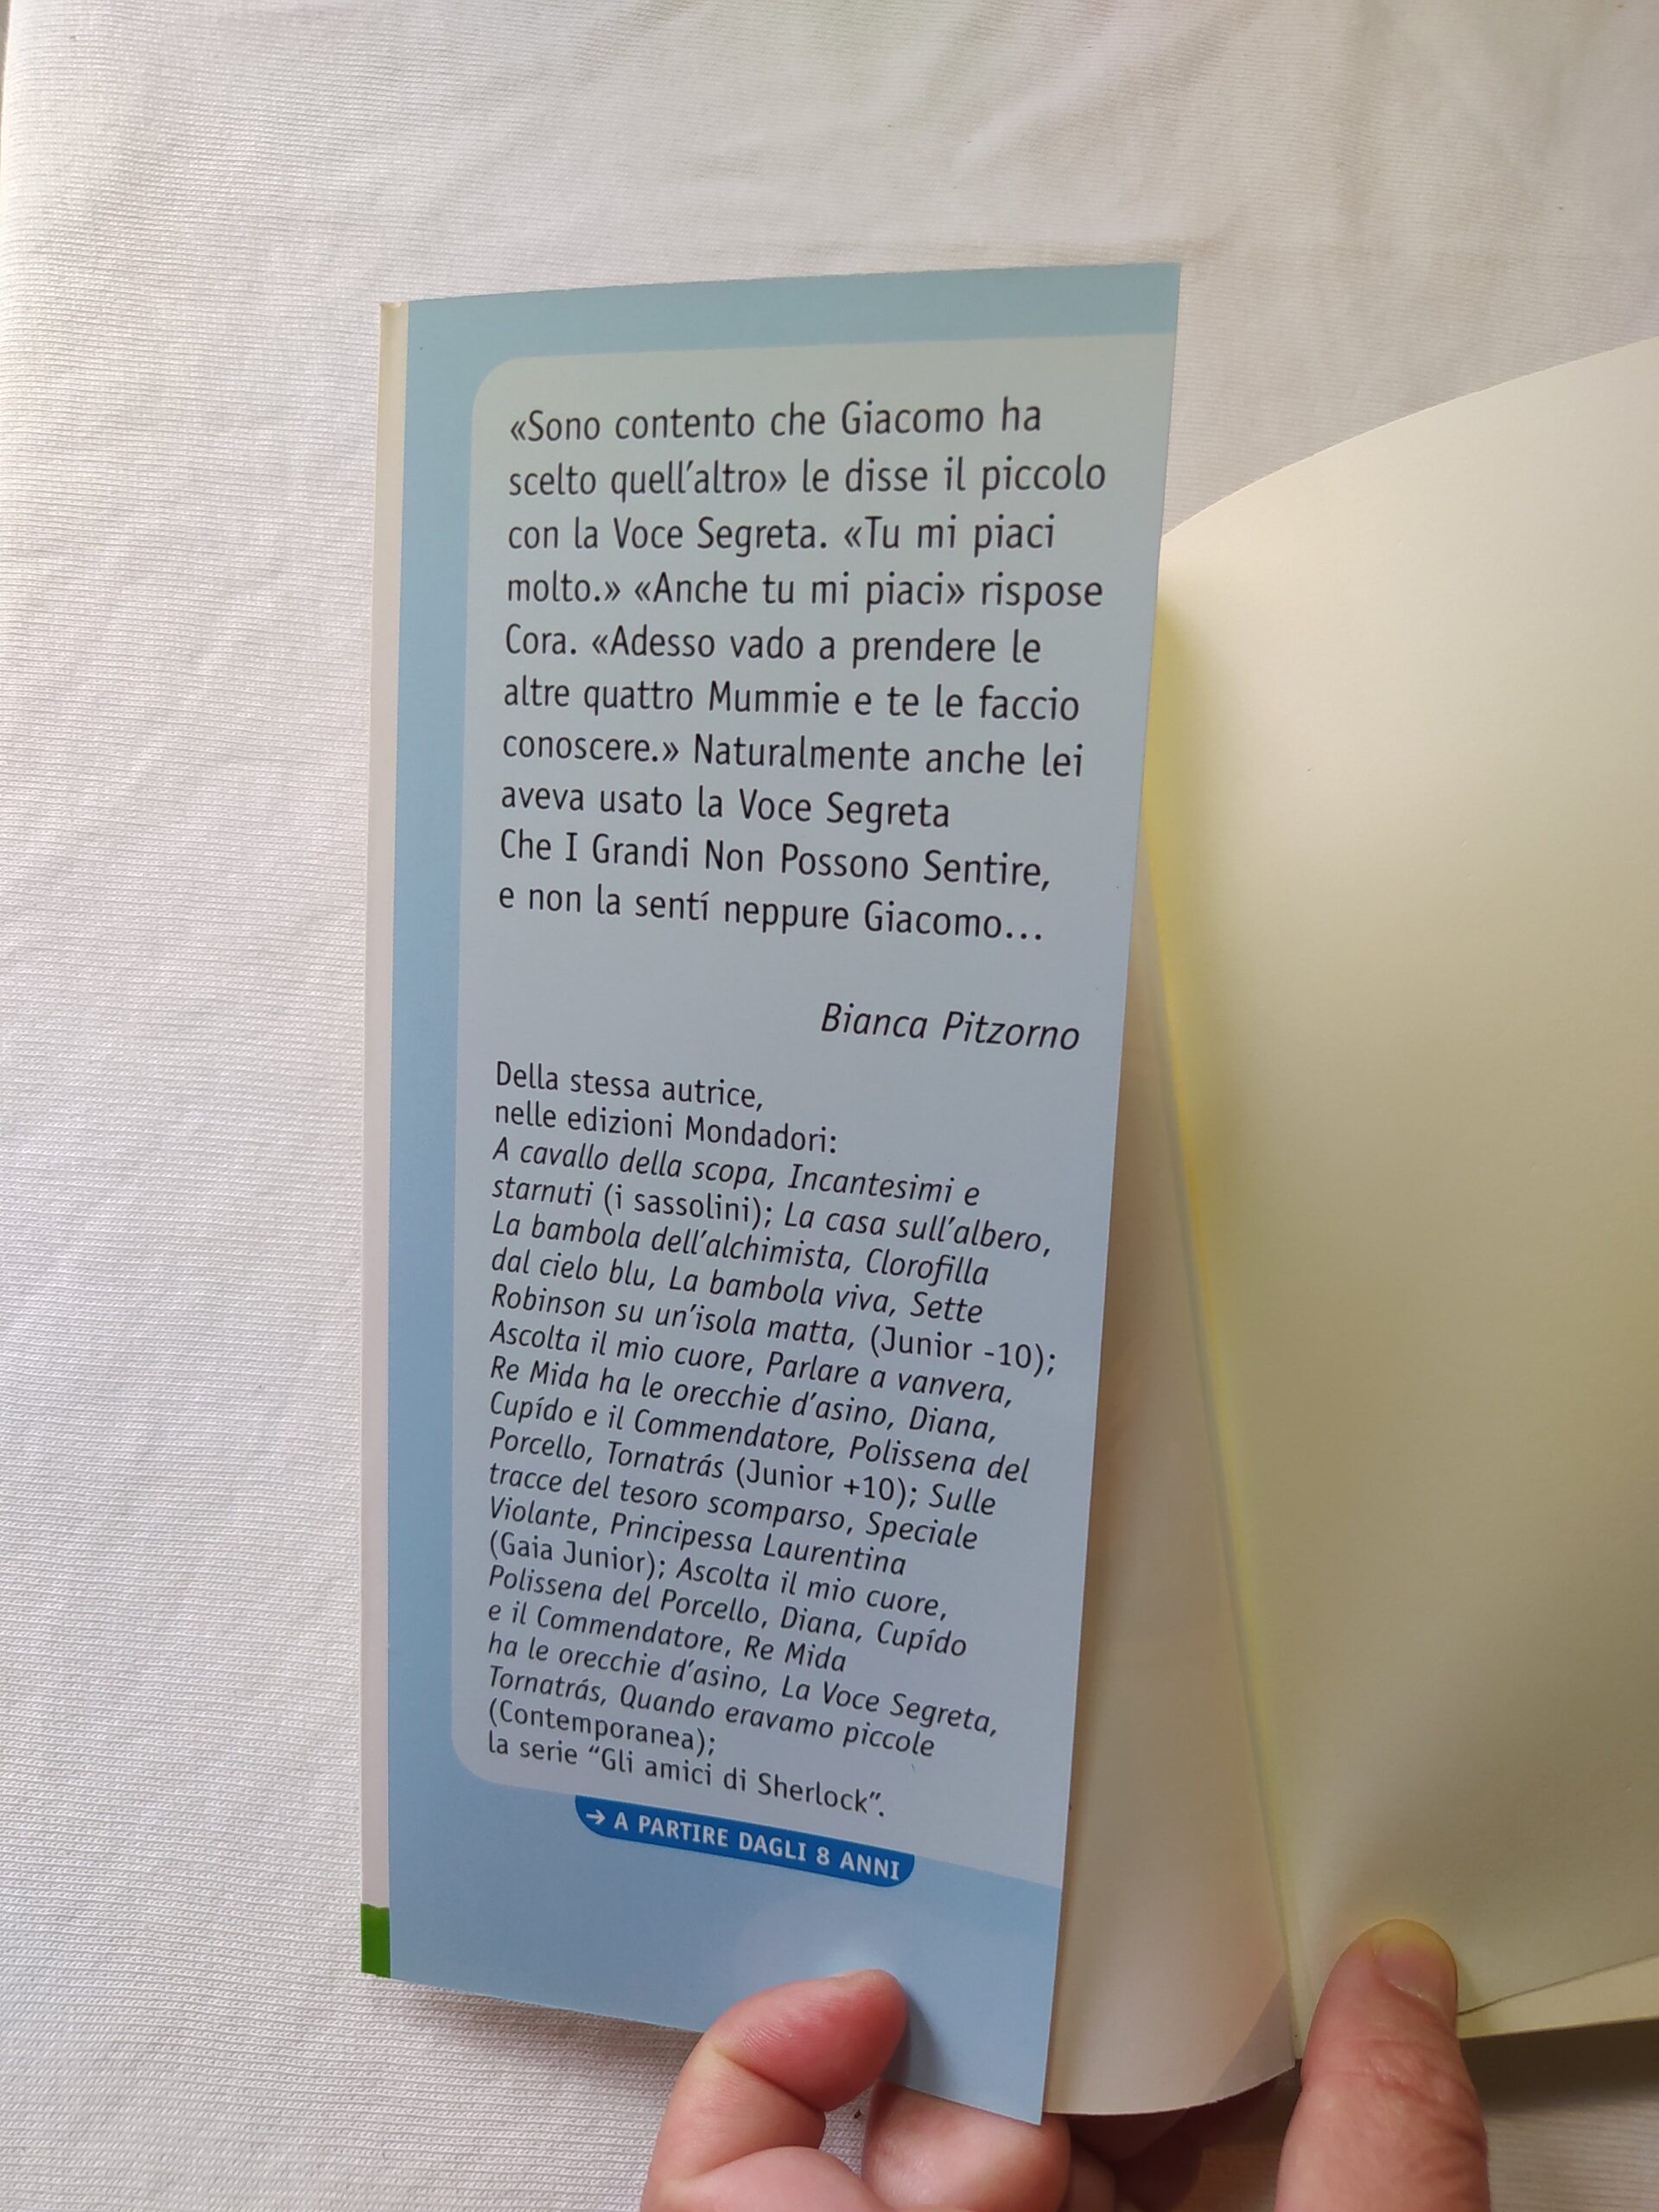 «Sono contento che Giacomo ha
scelto quell'altro» le disse il piccolo
con la Voce Segreta. «Tu mi piaci
molto.» «Anche tu mi piaci» rispose
Cora. «Adesso vado a prendere le
altre quattro Mummie e te le faccio
conoscere.» Naturalmente anche lei
aveva usato la Voce Segreta
Che I Grandi Non Possono Sentire,
e non la sentí neppure Giacomo...
Bianca Pitzorno
Della stessa autrice,
nelle edizioni Mondadori:
A cavallo della scopa, Incantesimi e
starnuti (i sassolini); La casa sull'albero,
La bambola dell'alchimista, Clorofilla
dal cielo blu, La bambola viva, Sette
Robinson su un'isola matta, (Junior -10);
Ascolta il mio cuore, Parlare a vanvera,
Re Mida ha le orecchie d'asino, Diana,
Cupído e il Commendatore, Polissena del
Porcello, Tornatrás (Junior +10); Sulle
tracce del tesoro scomparso, Speciale
Violante, Principessa Laurentina
(Gaia Junior); Ascolta il mio cuore,
Polissena del Porcello, Diana, Cupído
e il Commendatore, Re Mida
ha le orecchie d'asino, La Voce Segreta,
Tornatrás, Quando eravamo piccole
(Contemporanea);
la serie "Gli amici di Sherlock".
→ A PARTIRE DAGLI 8 ANNI